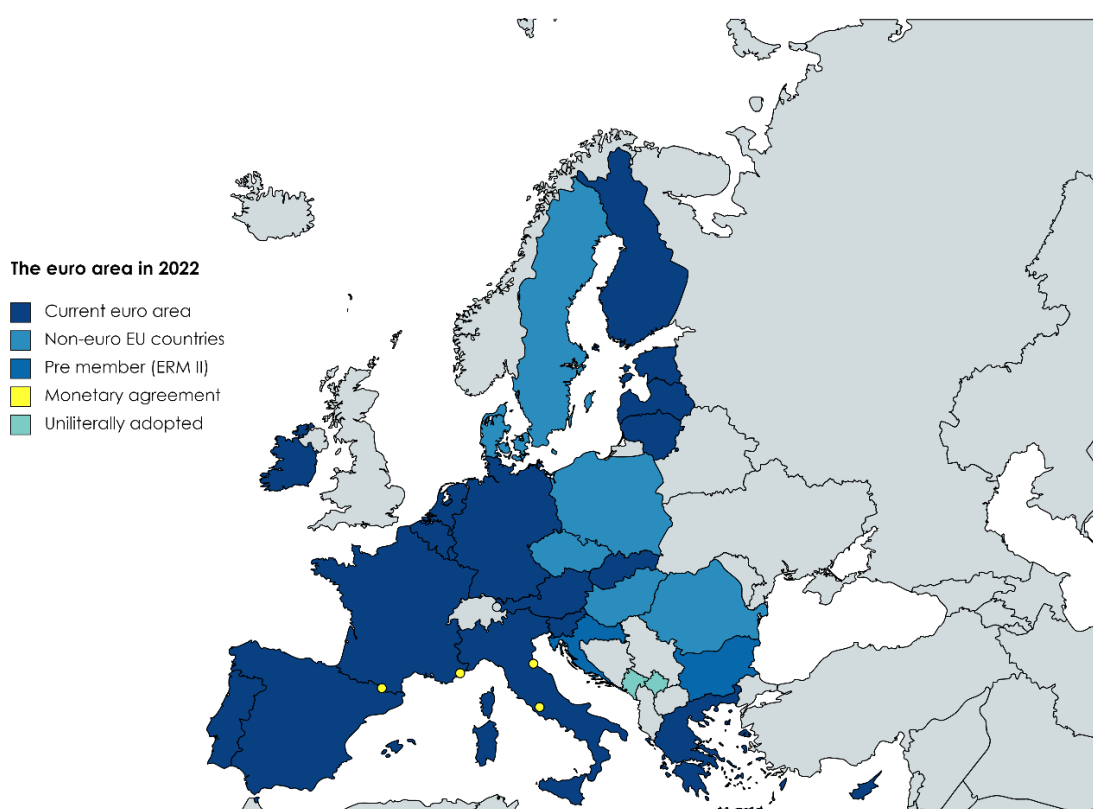 The euro area in 2022
Current euro area
Non-euro EU countries
Pre member (ERM II)
Monetary agreement
Uniliterally adopted